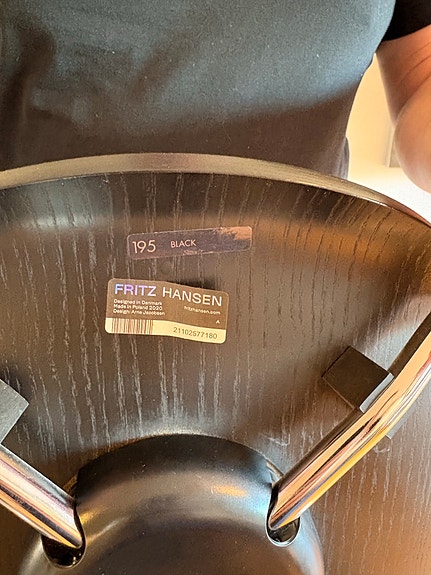 195 BLACK
FRITZ HANSEN
Designed in Denmark
Made in Poland 2020
Design: Arne Jacobsen
fritzhansen.com
A
21102577180